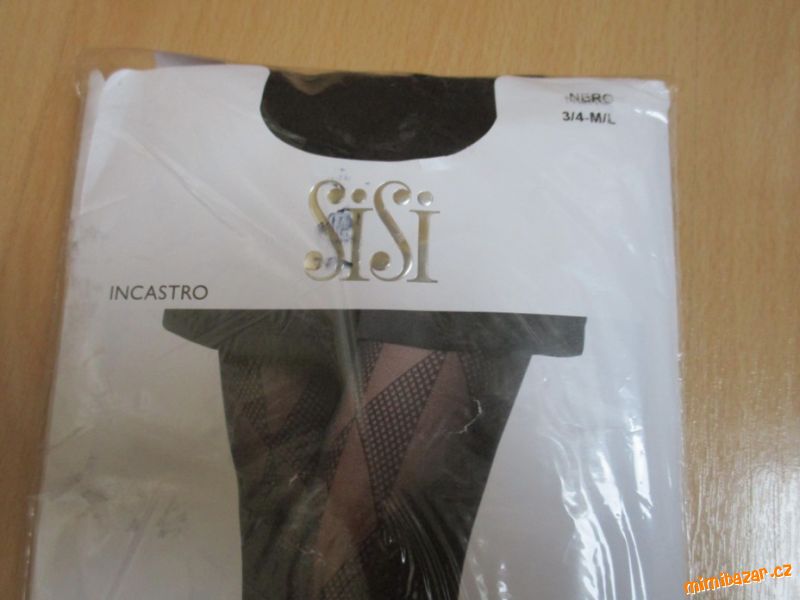 NERO
3/4-M/L
SiSi
INCASTRO
mimibazar.cz